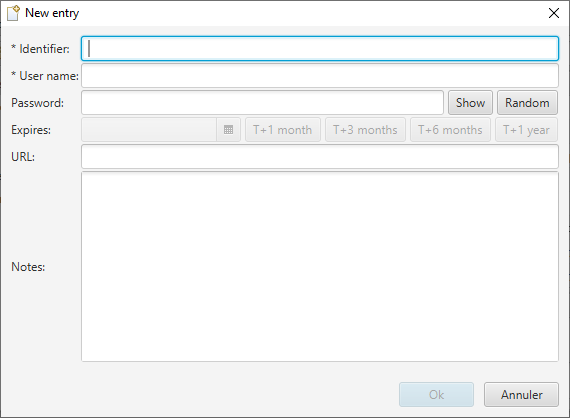 New entry
* Identifier:
* User name:
Password: Show Random
Expires: T+1 month T+3 months T+6 months T+1 year
URL:
Notes:
Ok Annuler